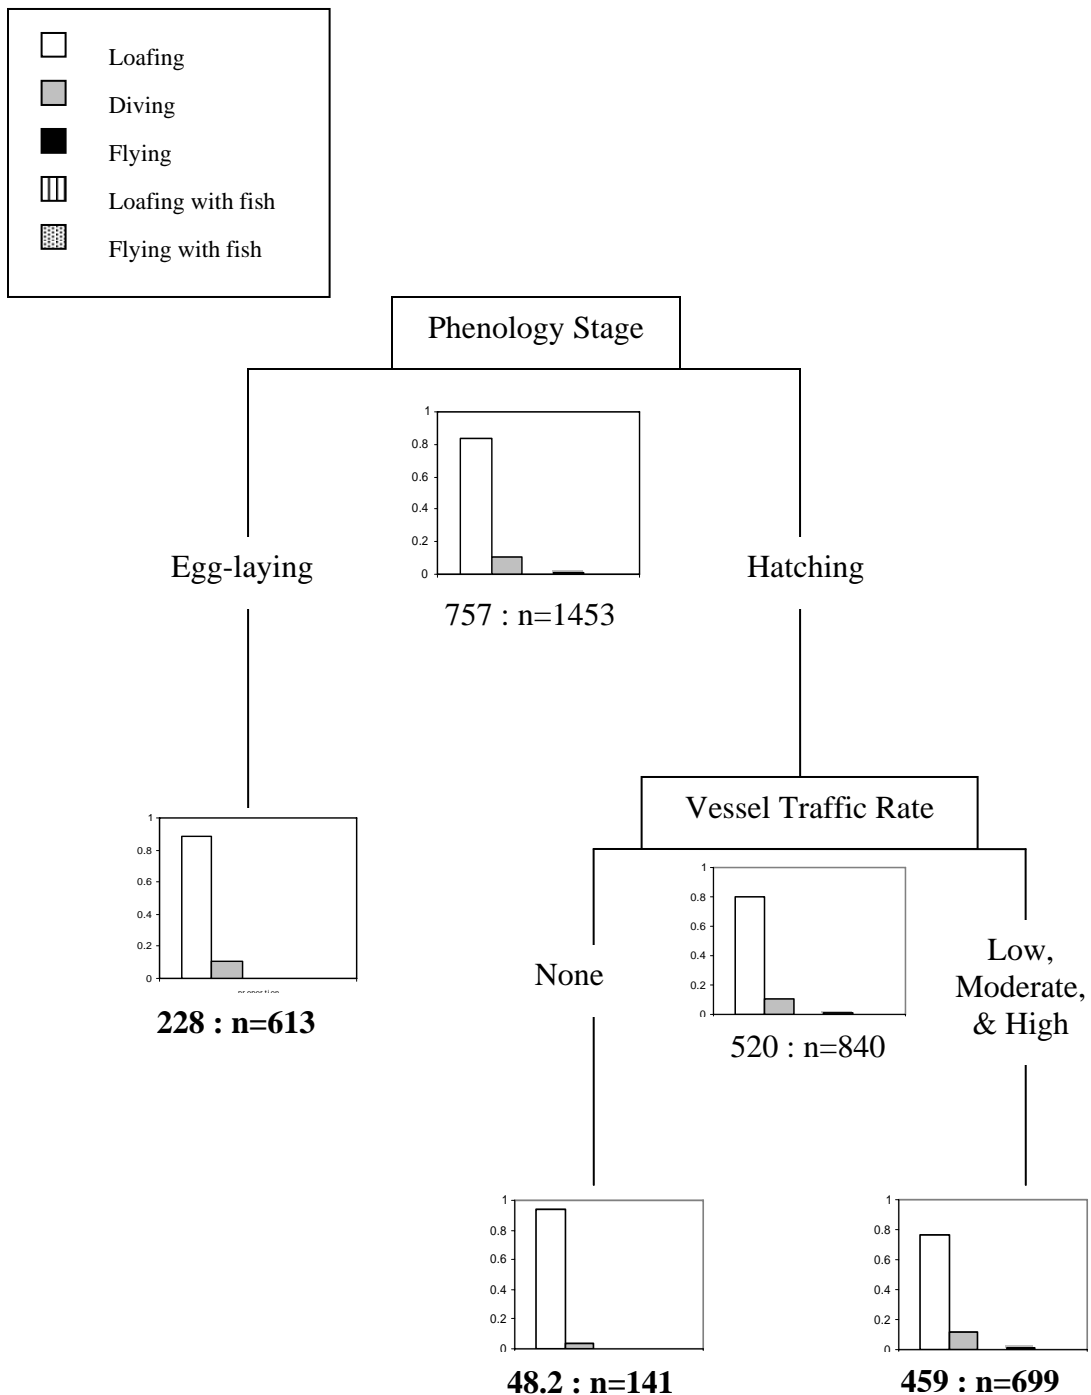 Loafing
Diving
Flying
Loafing with fish
Flying with fish
Phenology Stage
1
0.8
0.6
0.4
0.2
0
757 : n=1453
Egg-laying
Hatching
1
0.8
0.6
0.4
0.2
0
228 : n=613
Vessel Traffic Rate
1
0.8
0.6
0.4
0.2
0
520 : n=840
None
Low,
Moderate,
& High
1
0.8
0.6
0.4
0.2
0
48.2 : n=141
1
0.8
0.6
0.4
0.2
0
459 : n=699